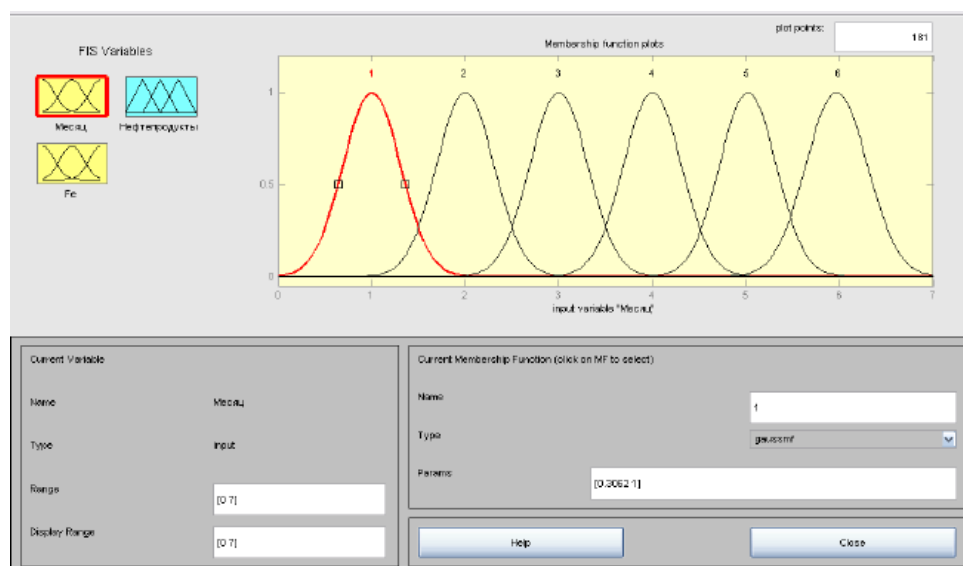 plot points:
FIS Variables
Membership function plots
181
1 2 3 4 5 6
Месяц Нефтепродукты
Fe
1
0.5
0
0 1 2 3 4 5 6 7
input variable "Месяц"
Current Variable
Current Membership Function (click on MF to select)
Name Месяц
Name 1
Type input
Type gaussmf
Params [0.3062 1]
Range [0 7]
Display Range [0 7]
Help Close